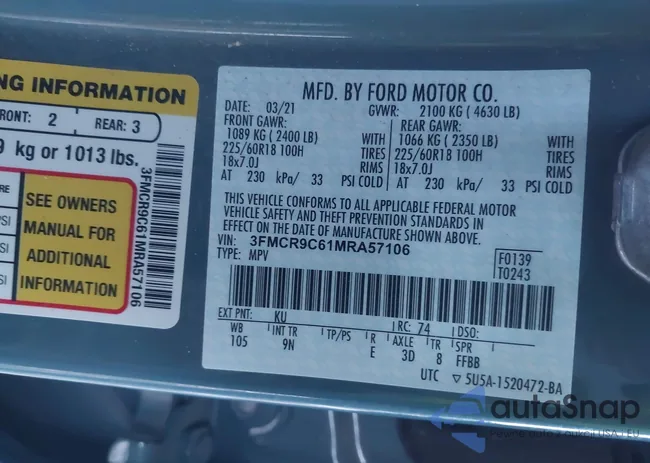 NG INFORMATION
FRONT: 2 REAR: 3
9 kg or 1013 lbs.
SEE OWNERS
MANUAL FOR
ADDITIONAL
INFORMATION
3FMCR9C61MRA57106
MFD. BY FORD MOTOR CO.
DATE: 03/21 GVWR: 2100 KG (4630 LB)
FRONT GAWR: REAR GAWR:
1089 KG (2400 LB) WITH 1066 KG (2350 LB) WITH
225/60R18 100H TIRES 225/60R18 100H TIRES
18x7.0J RIMS 18x7.0J RIMS
AT 230 kPa/ 33 PSI COLD AT 230 kPa/ 33 PSI COLD
THIS VEHICLE CONFORMS TO ALL APPLICABLE FEDERAL MOTOR
VEHICLE SAFETY AND THEFT PREVENTION STANDARDS IN
EFFECT ON THE DATE OF MANUFACTURE SHOWN ABOVE.
VIN: 3FMCR9C61MRA57106
TYPE: MPV
F0139
T0243
EXT PNT: KU RC: 74 DSO:
WB INT TR TP/PS R AXLE TR SPR
105 9N E 3D 8 FFBB
UTC ▽5U5A-1520472-BA
autaSnap